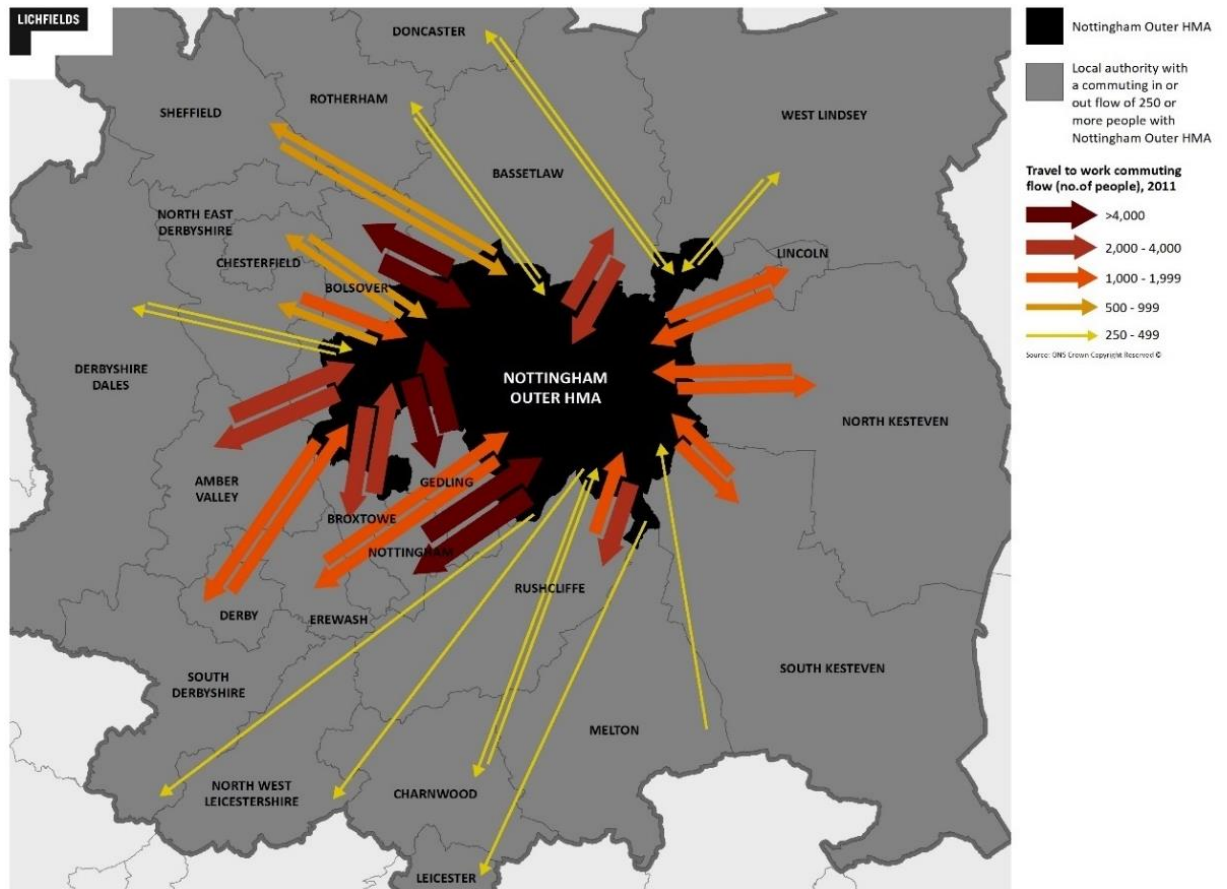 LICHFIELDS
DONCASTER
SHEFFIELD
ROTHERHAM
WEST LINDSEY
BASSETLAW
NORTH EAST
DERBYSHIRE
CHESTERFIELD
LINCOLN
BOLSOVER
DERBYSHIRE
DALES
NOTTINGHAM
OUTER HMA
NORTH KESTEVEN
AMBER
VALLEY
GEDLING
BROXTOWE
NOTTINGHAM
RUSHCLIFFE
DERBY
EREWASH
SOUTH
DERBYSHIRE
SOUTH KESTEVEN
MELTON
NORTH WEST
LEICESTERSHIRE
CHARNWOOD
LEICESTER
Nottingham Outer HMA
Local authority with
a commuting in or
out flow of 250 or
more people with
Nottingham Outer HMA
Travel to work commuting
flow (no.of people), 2011
>4,000
2,000 - 4,000
1,000 - 1,999
500 - 999
250 - 499
Source: ONS Crown Copyright Reserved ©